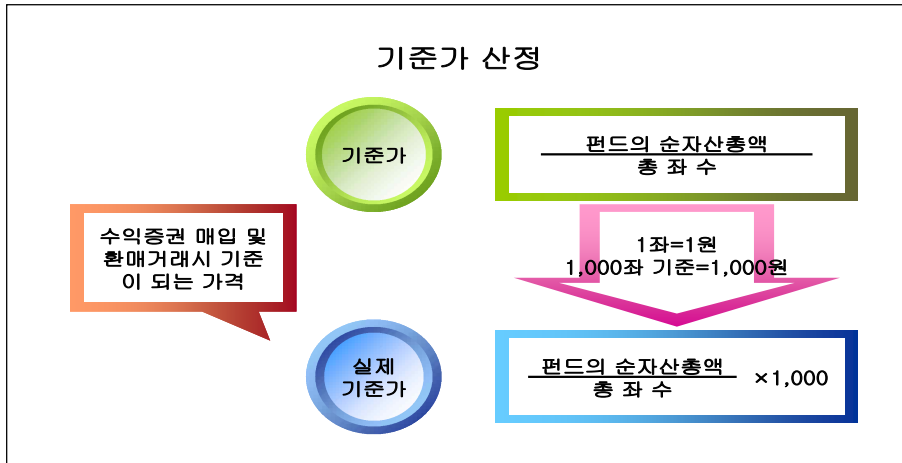 기준가 산정
기준가
펀드의 순자산총액
총 좌 수
수익증권 매입 및
환매거래시 기준
이 되는 가격
1좌=1원
1,000좌 기준=1,000원
실제
기준가
펀드의 순자산총액
총 좌 수
×1,000